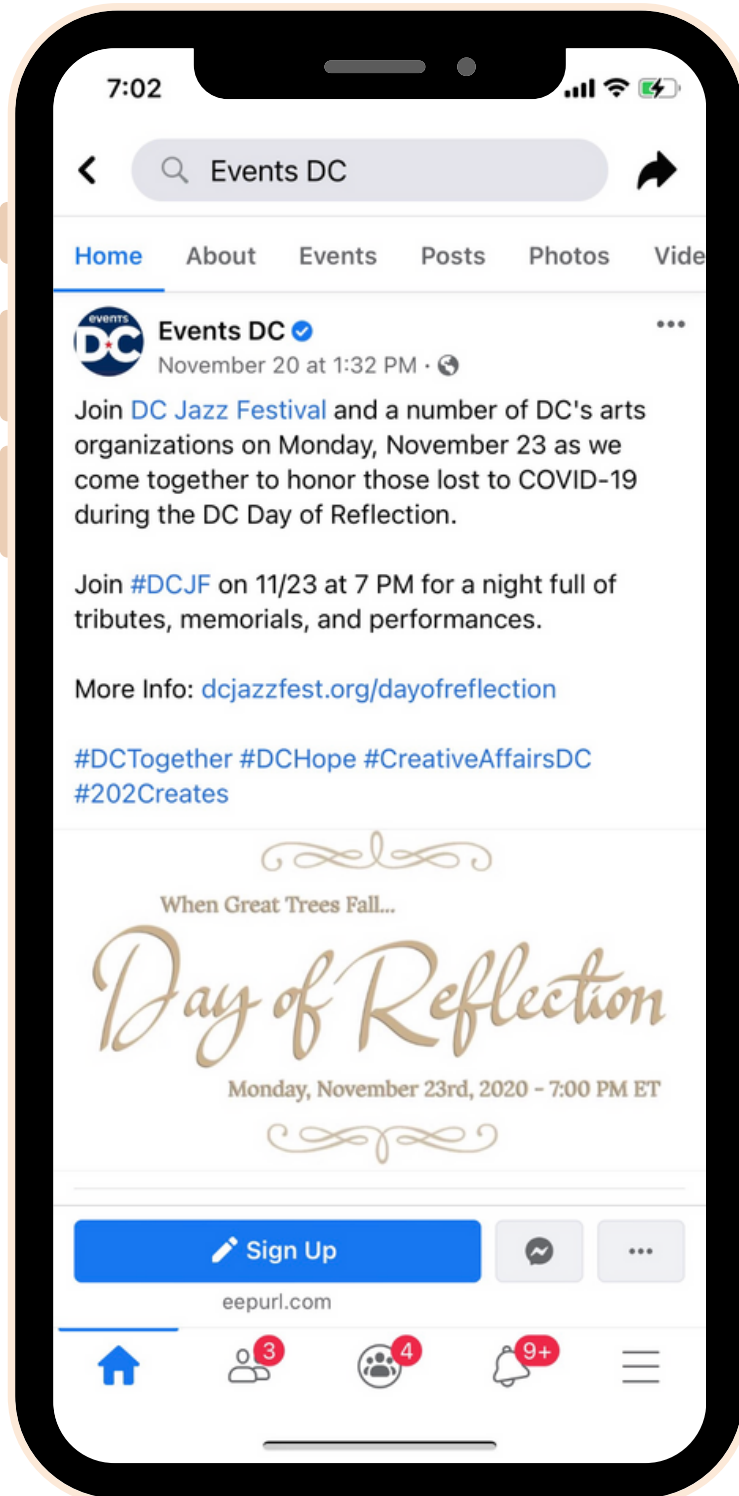 7:02
Events DC
Home About Events Posts Photos Vide
events
DC
Events DC
November 20 at 1:32 PM ·
Join DC Jazz Festival and a number of DC's arts
organizations on Monday, November 23 as we
come together to honor those lost to COVID-19
during the DC Day of Reflection.
Join #DCJF on 11/23 at 7 PM for a night full of
tributes, memorials, and performances.
More Info: dcjazzfest.org/dayofreflection
#DCTogether #DCHope #CreativeAffairsDC
#202Creates
When Great Trees Fall...
Day of Reflection
Monday, November 23rd, 2020 - 7:00 PM ET
Sign Up
eepurl.com
3 4 9+